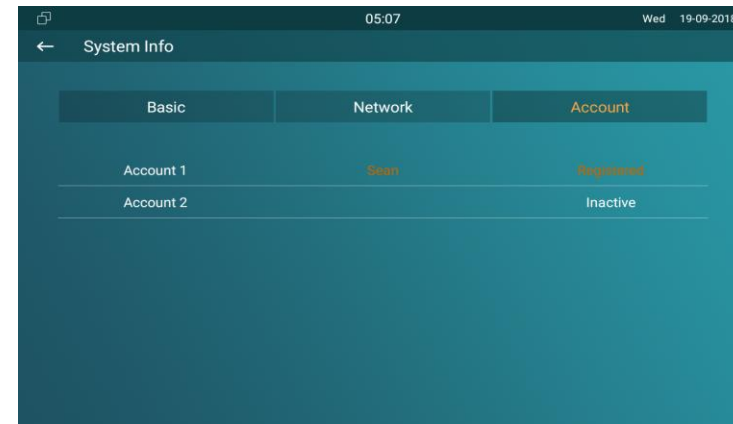 05:07 Wed 19-09-2018
System Info
Basic Network Account
Account 1 Sean Registered
Account 2 Inactive